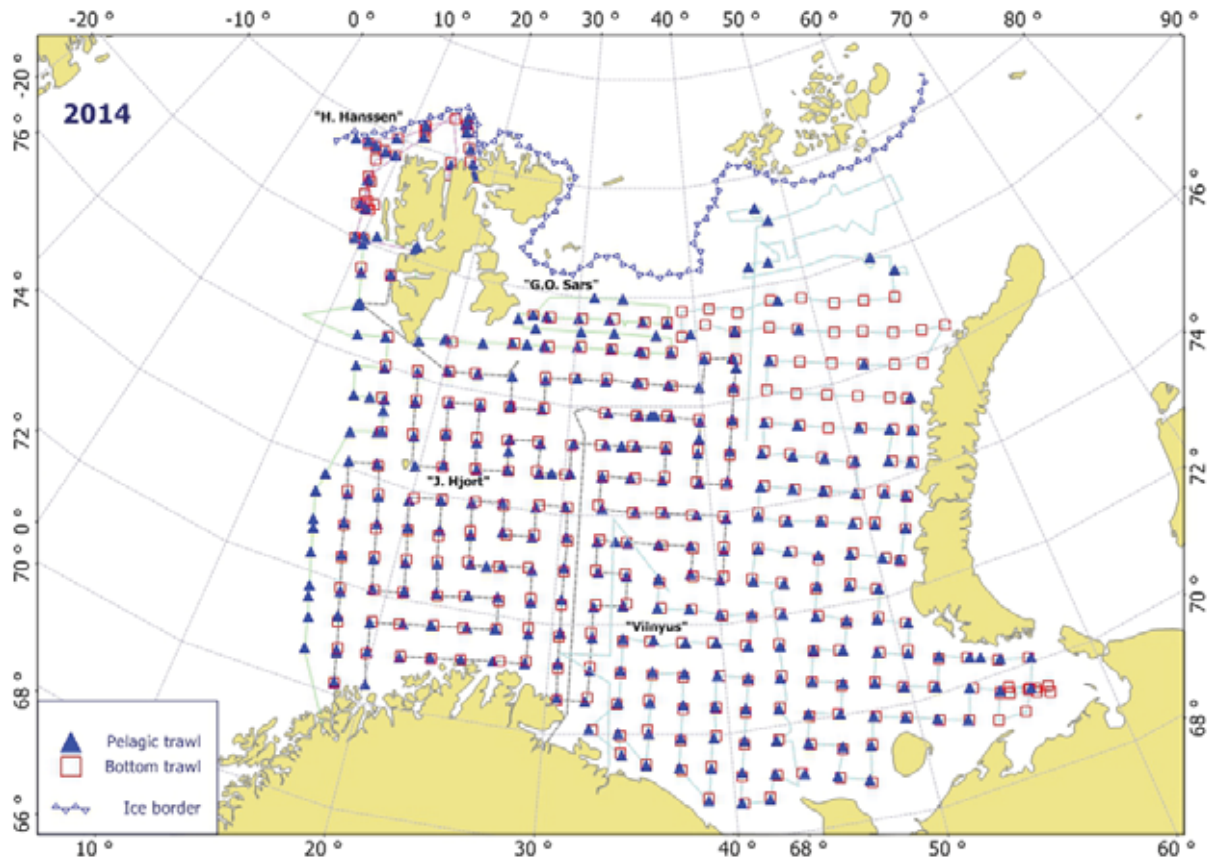 -20 ° -10 ° 0 ° 10 ° 20 ° 30 ° 40 ° 50 ° 60 ° 70 ° 80 ° 90 °
-20 °
76 °
74 °
72 °
0 °
70 °
68 °
66 °
2014
"H. Hanssen"
"G.O. Sars"
"J. Hjort"
"Vilnyus"
Pelagic trawl
Bottom trawl
Ice border
76 °
74 °
72 °
70 °
68 °
10 ° 20 ° 30 ° 40 ° 68 ° 50 ° 60 °